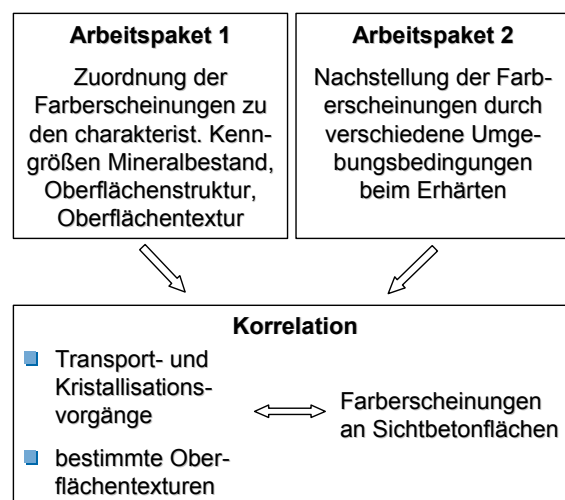 Arbeitspaket 1
Zuordnung der
Farberscheinungen zu
den charakterist. Kenn-
größen Mineralbestand,
Oberflächenstruktur,
Oberflächentextur
Arbeitspaket 2
Nachstellung der Farb-
erscheinungen durch
verschiedene Umge-
bungsbedingungen
beim Erhärten
Korrelation
Transport- und
Kristallisations-
vorgänge
bestimmte Ober-
flächentexturen
Farberscheinungen
an Sichtbetonflächen